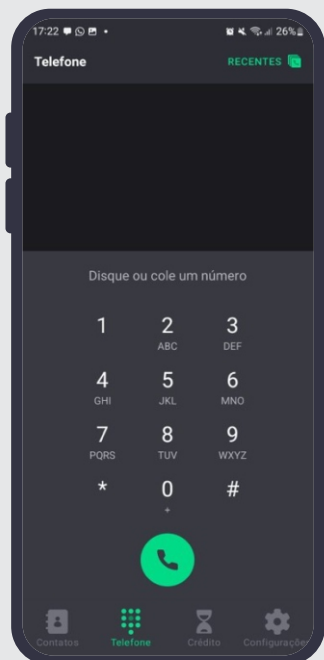 17:22
26%
Telefone
RECENTES
Disque ou cole um número
1 2 3
ABC DEF
4 5 6
GHI JKL MNO
7 8 9
PQRS TUV WXYZ
* 0 #
+
Contatos Telefone Crédito Configurações